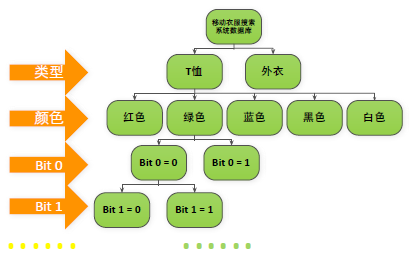 移动衣服搜素
系统数据库
类型
T恤
外衣
颜色
红色
绿色
蓝色
黑色
白色
Bit 0
Bit 0 = 0
Bit 0 = 1
Bit 1
Bit 1 = 0
Bit 1 = 1